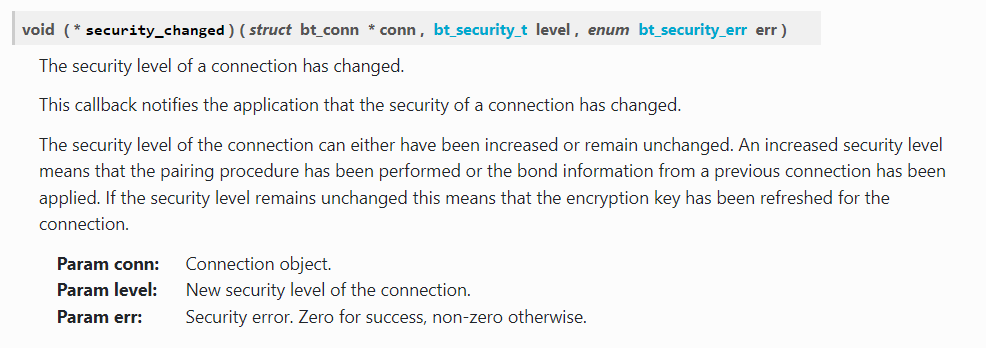 void (* security_changed) ( struct bt_conn * conn , bt_security_t level , enum bt_security_err err )
The security level of a connection has changed.
This callback notifies the application that the security of a connection has changed.
The security level of the connection can either have been increased or remain unchanged. An increased security level
means that the pairing procedure has been performed or the bond information from a previous connection has been
applied. If the security level remains unchanged this means that the encryption key has been refreshed for the
connection.
Param conn: Connection object.
Param level: New security level of the connection.
Param err: Security error. Zero for success, non-zero otherwise.